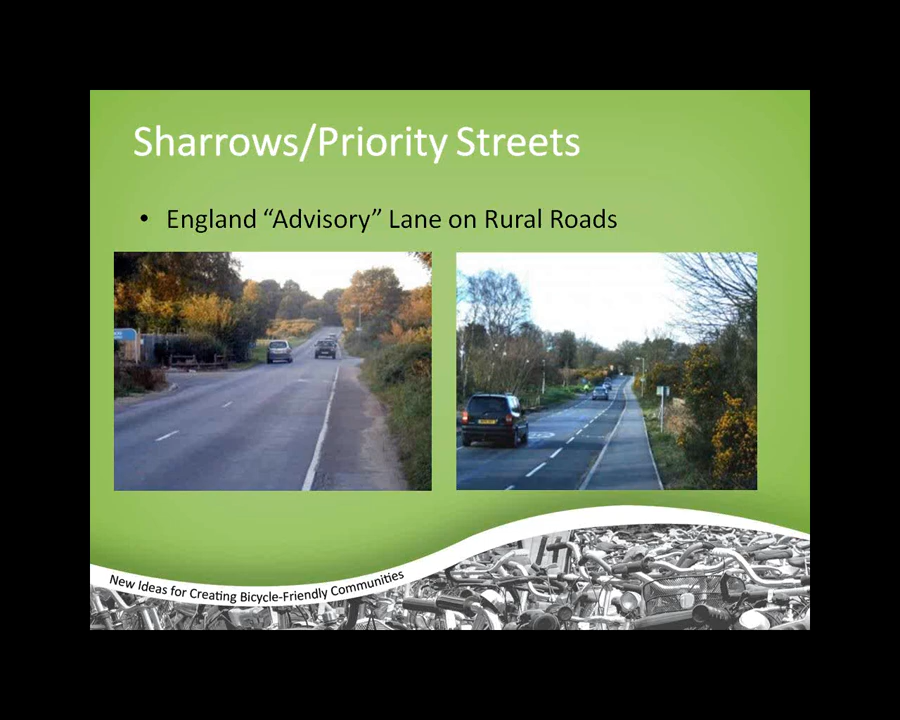 Sharrows/Priority Streets
• England “Advisory” Lane on Rural Roads
New Ideas for Creating Bicycle-Friendly Communities